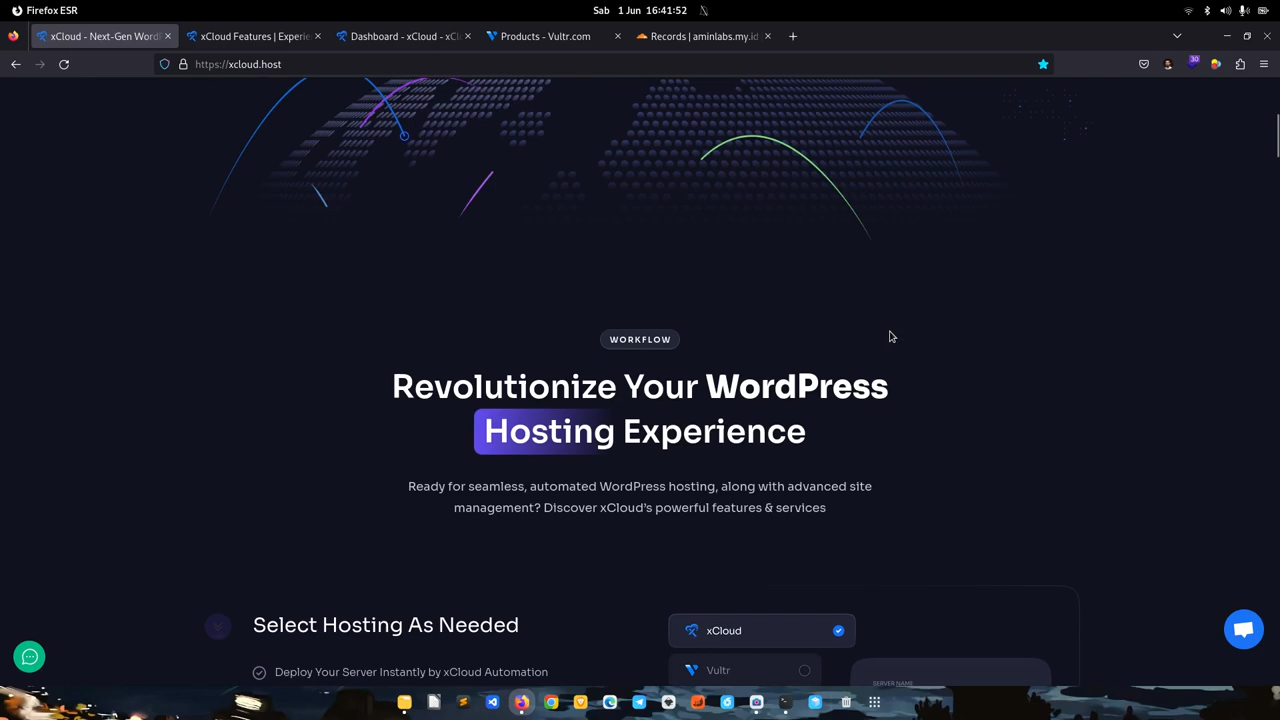 Firefox ESR
Sab 1 Jun 16:41:52
xCloud - Next-Gen Word
xCloud Features | Experie
Dashboard - xCloud - xCl
Products - Vultr.com
Records | aminlabs.my.id
https://xcloud.host
30
WORKFLOW
Revolutionize Your WordPress
Hosting Experience
Ready for seamless, automated WordPress hosting, along with advanced site
management? Discover xCloud’s powerful features & services
Select Hosting As Needed
Deploy Your Server Instantly by xCloud Automation
xCloud
Vultr
SERVER NAME